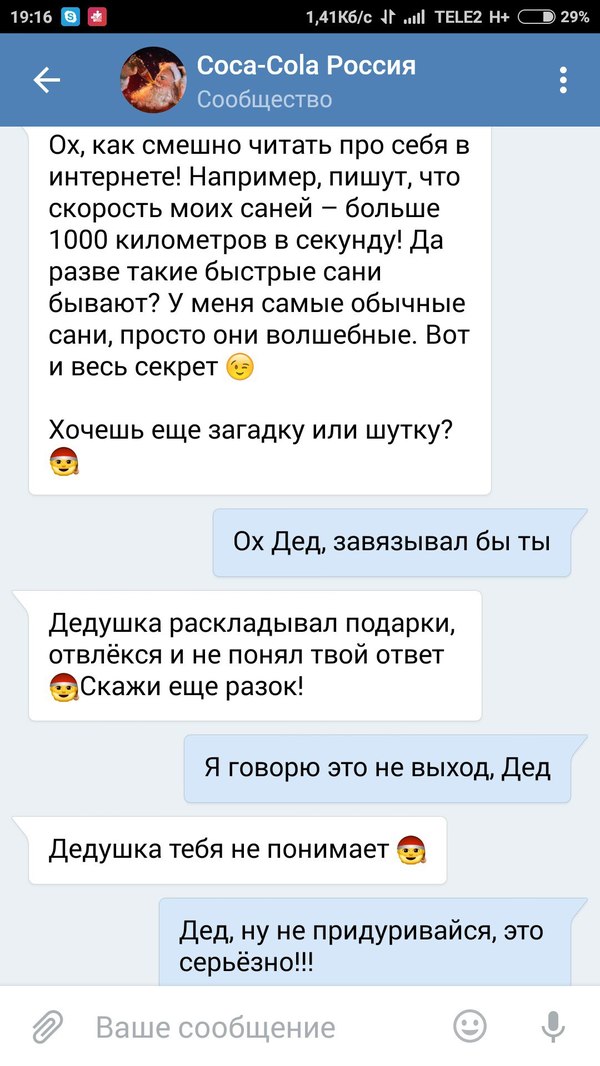 19:16 1,41Кб/с TELE2 H+ 29%
Coca-Cola Россия
Сообщество
Ох, как смешно читать про себя в
интернете! Например, пишут, что
скорость моих саней – больше
1000 километров в секунду! Да
разве такие быстрые сани
бывают? У меня самые обычные
сани, просто они волшебные. Вот
и весь секрет 😉
Хочешь еще загадку или шутку?
🎅
Ох Дед, завязывал бы ты
Дедушка раскладывал подарки,
отвлёкся и не понял твой ответ
🎅Скажи еще разок!
Я говорю это не выход, Дед
Дедушка тебя не понимает 🎅
Дед, ну не придуривайся, это
серьёзно!!!
Ваше сообщение